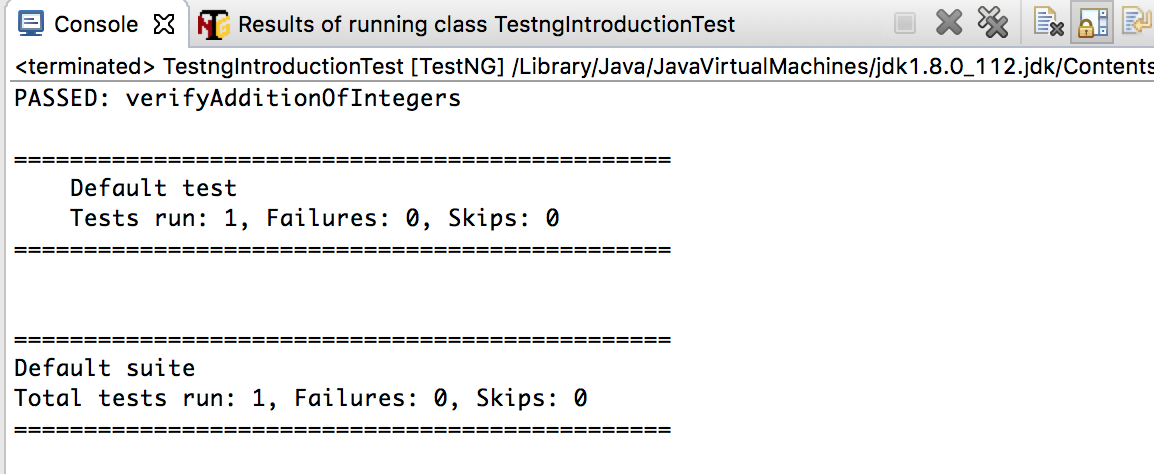 Console Results of running class TestngIntroductionTest
<terminated> TestngIntroductionTest [TestNG] /Library/Java/JavaVirtualMachines/jdk1.8.0_112.jdk/Contents
PASSED: verifyAdditionOfIntegers
===============================================
Default test
Tests run: 1, Failures: 0, Skips: 0
===============================================
===============================================
Default suite
Total tests run: 1, Failures: 0, Skips: 0
===============================================